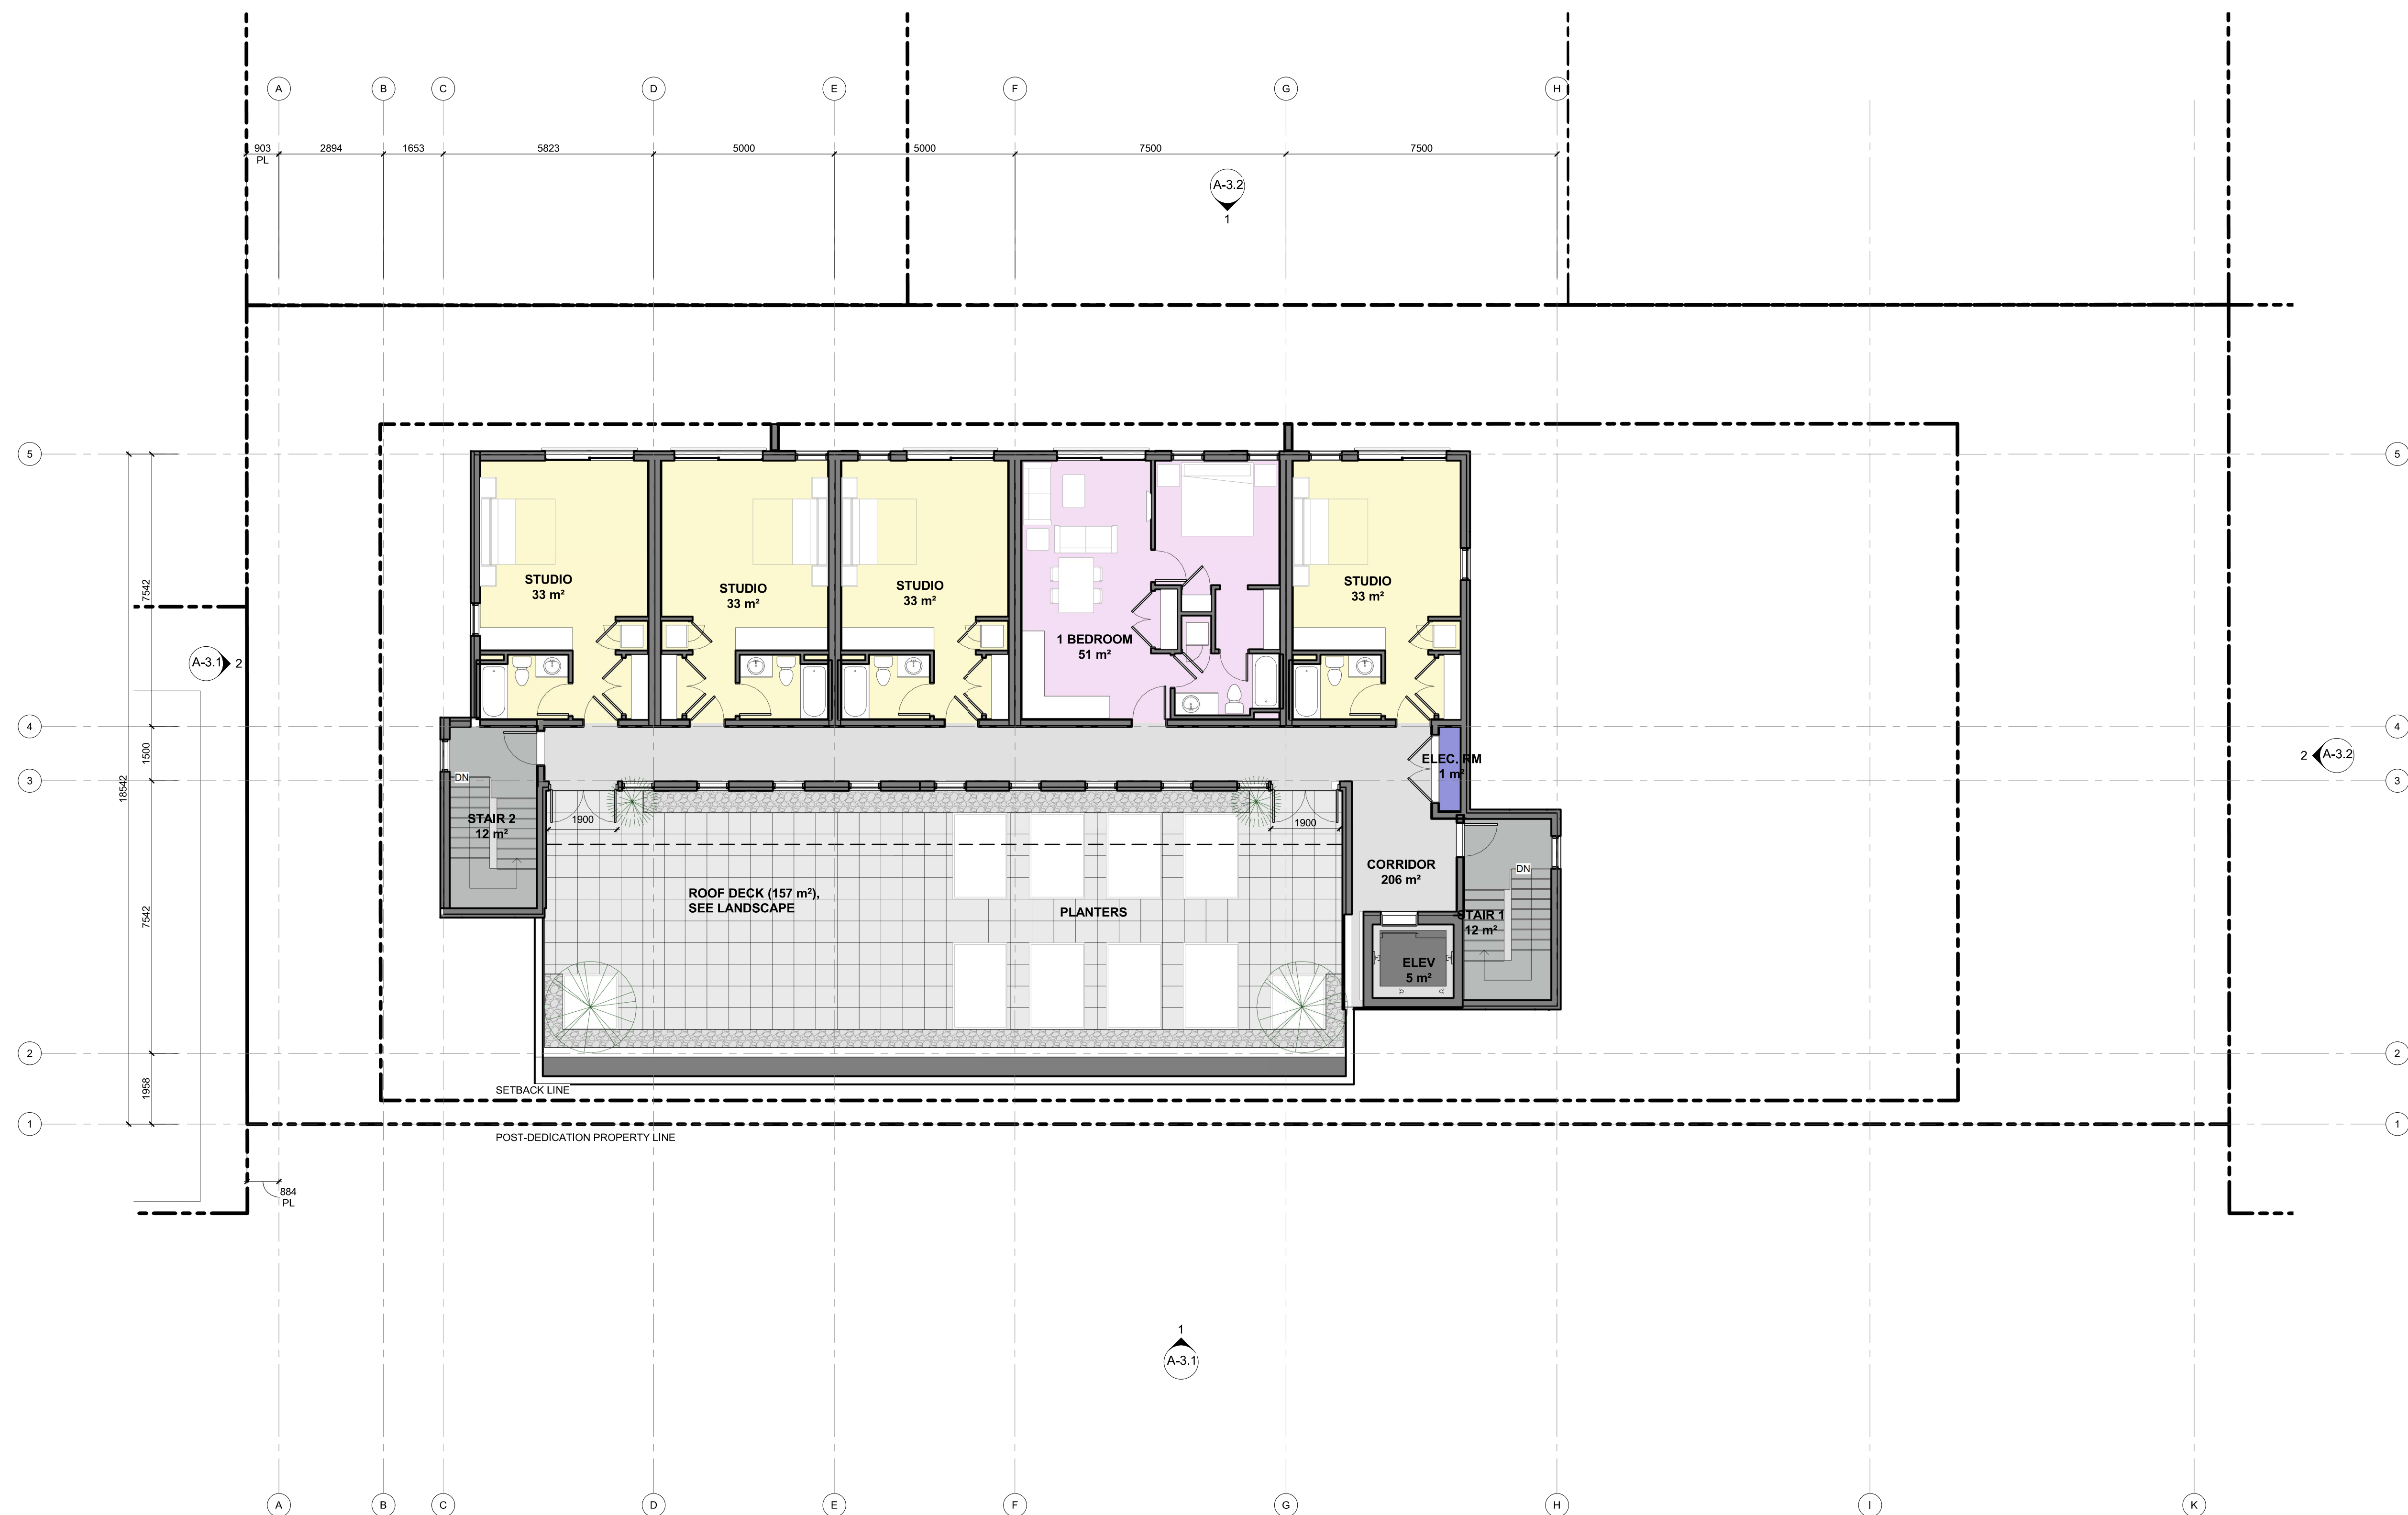 A
B
C
D
E
F
G
H
903
PL
2894
1653
5823
5000
5000
7500
7500
A-3.2
1
5
5
STUDIO
33 m²
STUDIO
33 m²
STUDIO
33 m²
1 BEDROOM
51 m²
STUDIO
33 m²
7542
A-3.1
2
4
4
1500
18542
3
3
2
A-3.2
ELEC. RM
1 m²
DN
STAIR 2
12 m²
1900
1900
CORRIDOR
206 m²
DN
ROOF DECK (157 m²),
SEE LANDSCAPE
PLANTERS
STAIR 1
12 m²
ELEV
5 m²
7542
2
2
1958
SETBACK LINE
1
1
POST-DEDICATION PROPERTY LINE
884
PL
1
A-3.1
A
B
C
D
E
F
G
H
I
K